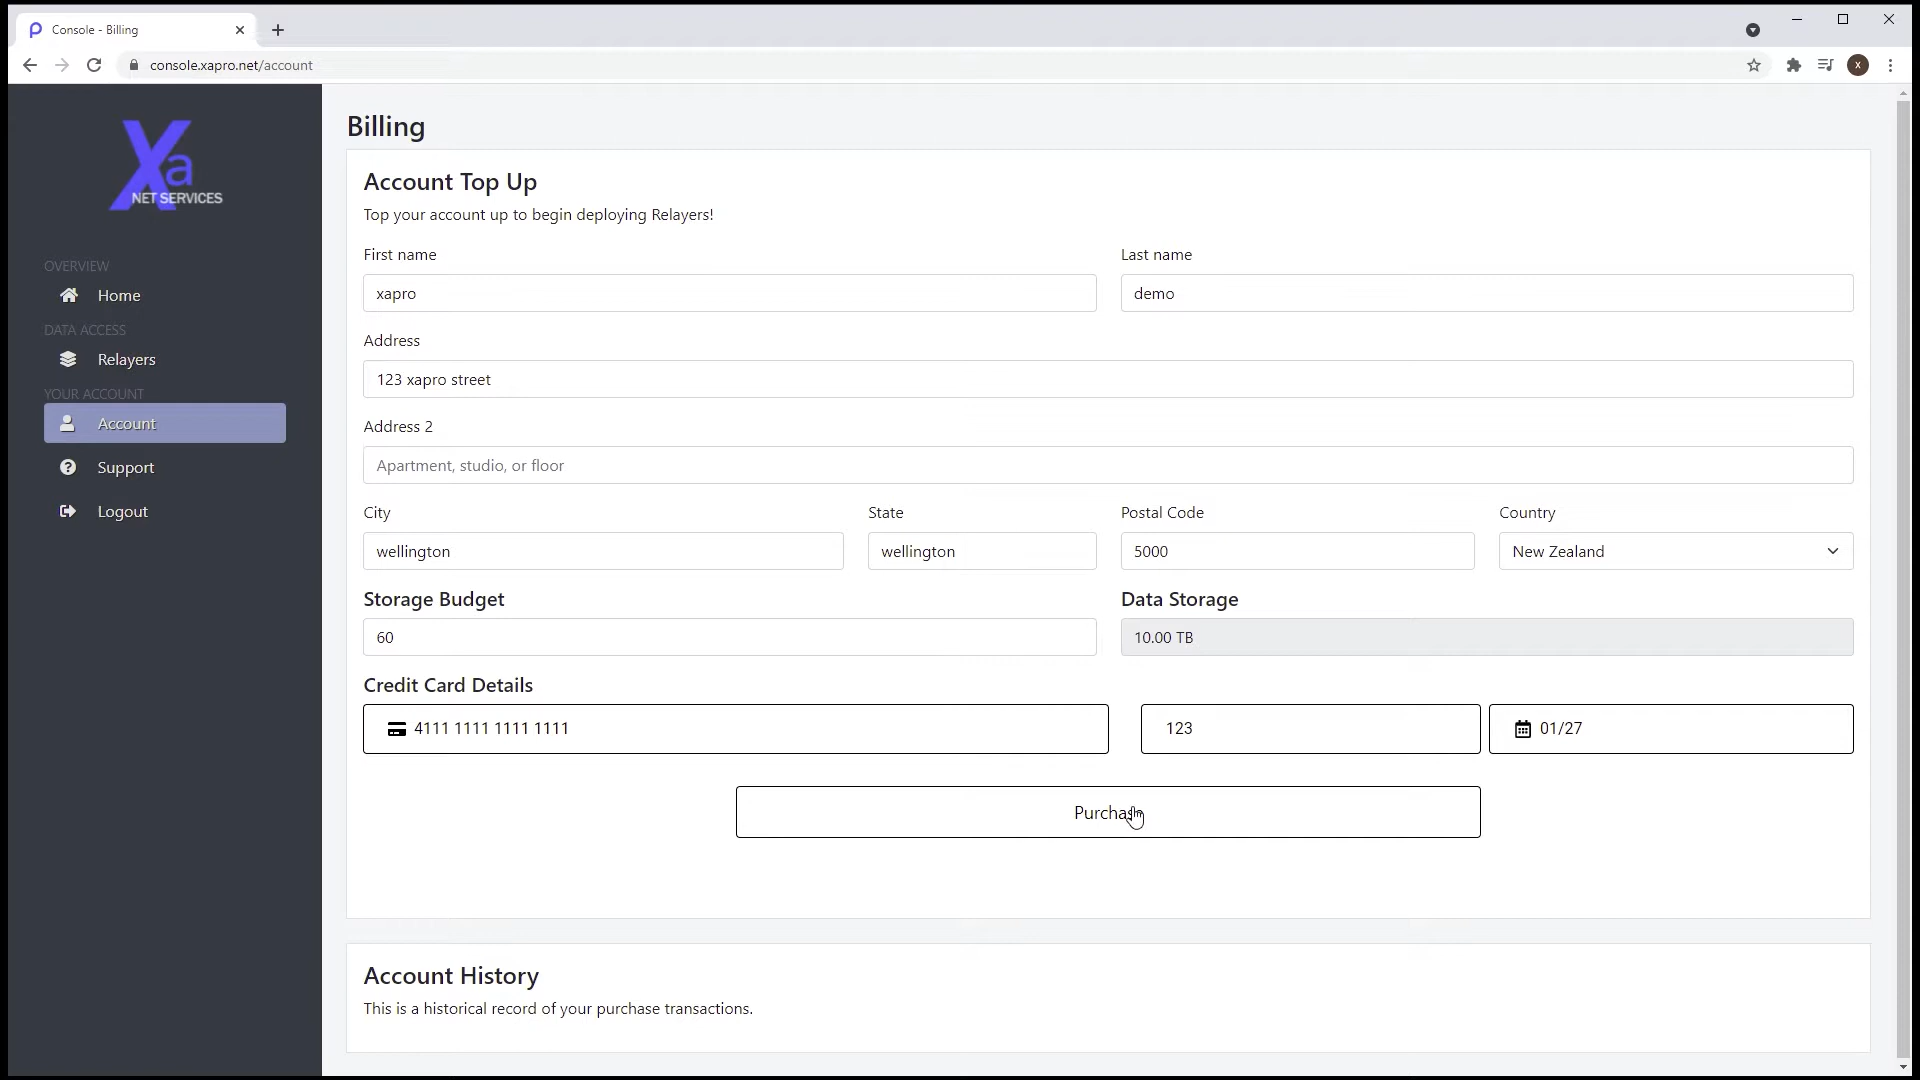 Console - Billing
console.xapro.net/account
X
Xa
NET SERVICES
OVERVIEW
Home
DATA ACCESS
Relayers
YOUR ACCOUNT
Account
Support
Logout
Billing
Account Top Up
Top your account up to begin deploying Relayers!
First name
Last name
xapro
demo
Address
123 xapro street
Address 2
Apartment, studio, or floor
City
State
Postal Code
Country
wellington
wellington
5000
New Zealand
Storage Budget
Data Storage
60
10.00 TB
Credit Card Details
4111 1111 1111 1111
123
01/27
Purchase
Account History
This is a historical record of your purchase transactions.